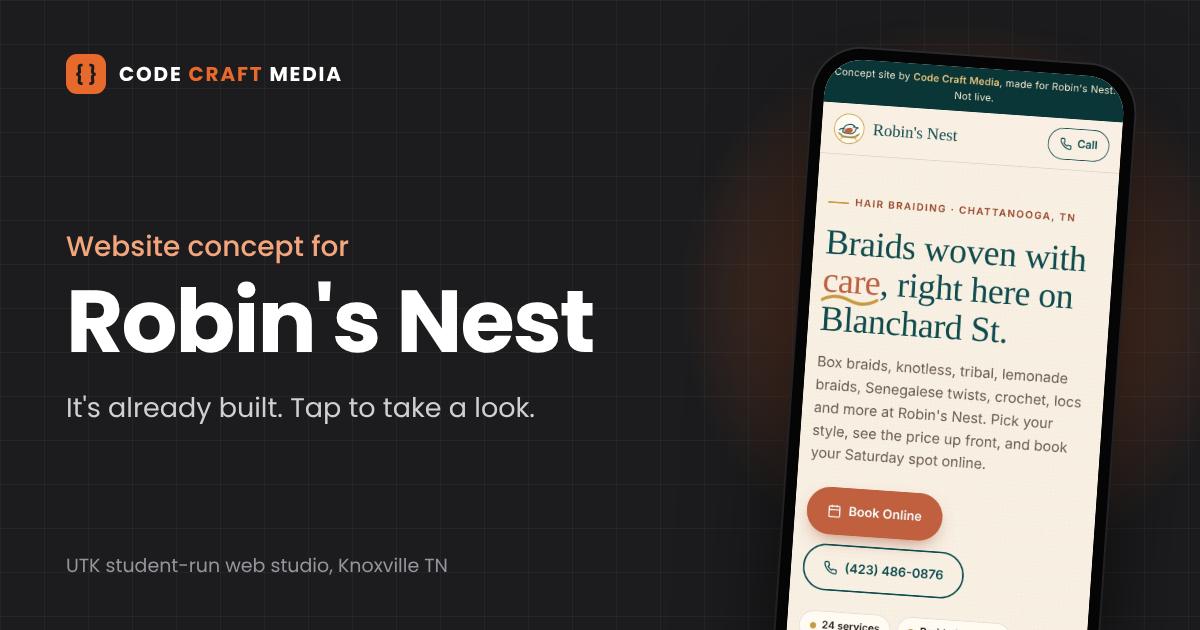 { } CODE CRAFT MEDIA
Website concept for
Robin's Nest
It's already built. Tap to take a look.
UTK student-run web studio, Knoxville TN
Concept site by Code Craft Media, made for Robin's Nest.
Not live.
Robin's Nest
Call
HAIR BRAIDING · CHATTANOOGA, TN
Braids woven with
care, right here on
Blanchard St.
Box braids, knotless, tribal, lemonade
braids, Senegalese twists, crochet, locs
and more at Robin's Nest. Pick your
style, see the price up front, and book
your Saturday spot online.
Book Online
(423) 486-0876
24 services